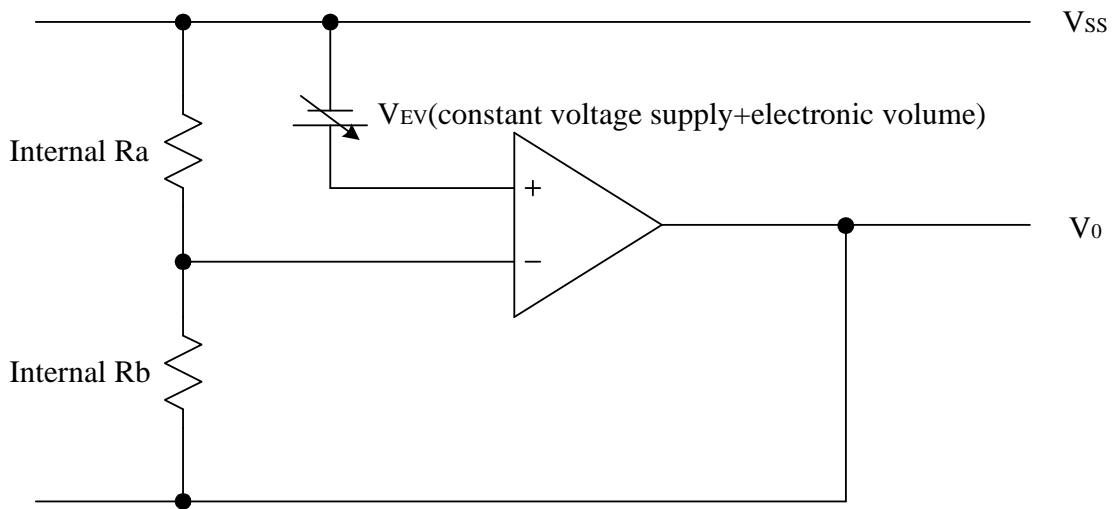 VSS
VEV(constant voltage supply+electronic volume)
Internal Ra
+
V0
−
Internal Rb